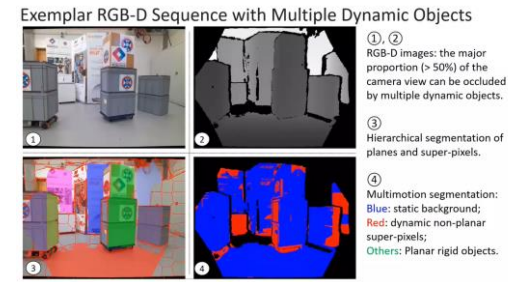 Exemplar RGB-D Sequence with Multiple Dynamic Objects
①, ②
RGB-D images: the major
proportion (> 50%) of the
camera view can be occluded
by multiple dynamic objects.
③
Hierarchical segmentation of
planes and super-pixels.
④
Multimotion segmentation:
Blue: static background;
Red: dynamic non-planar
super-pixels;
Others: Planar rigid objects.
1
2
3
4